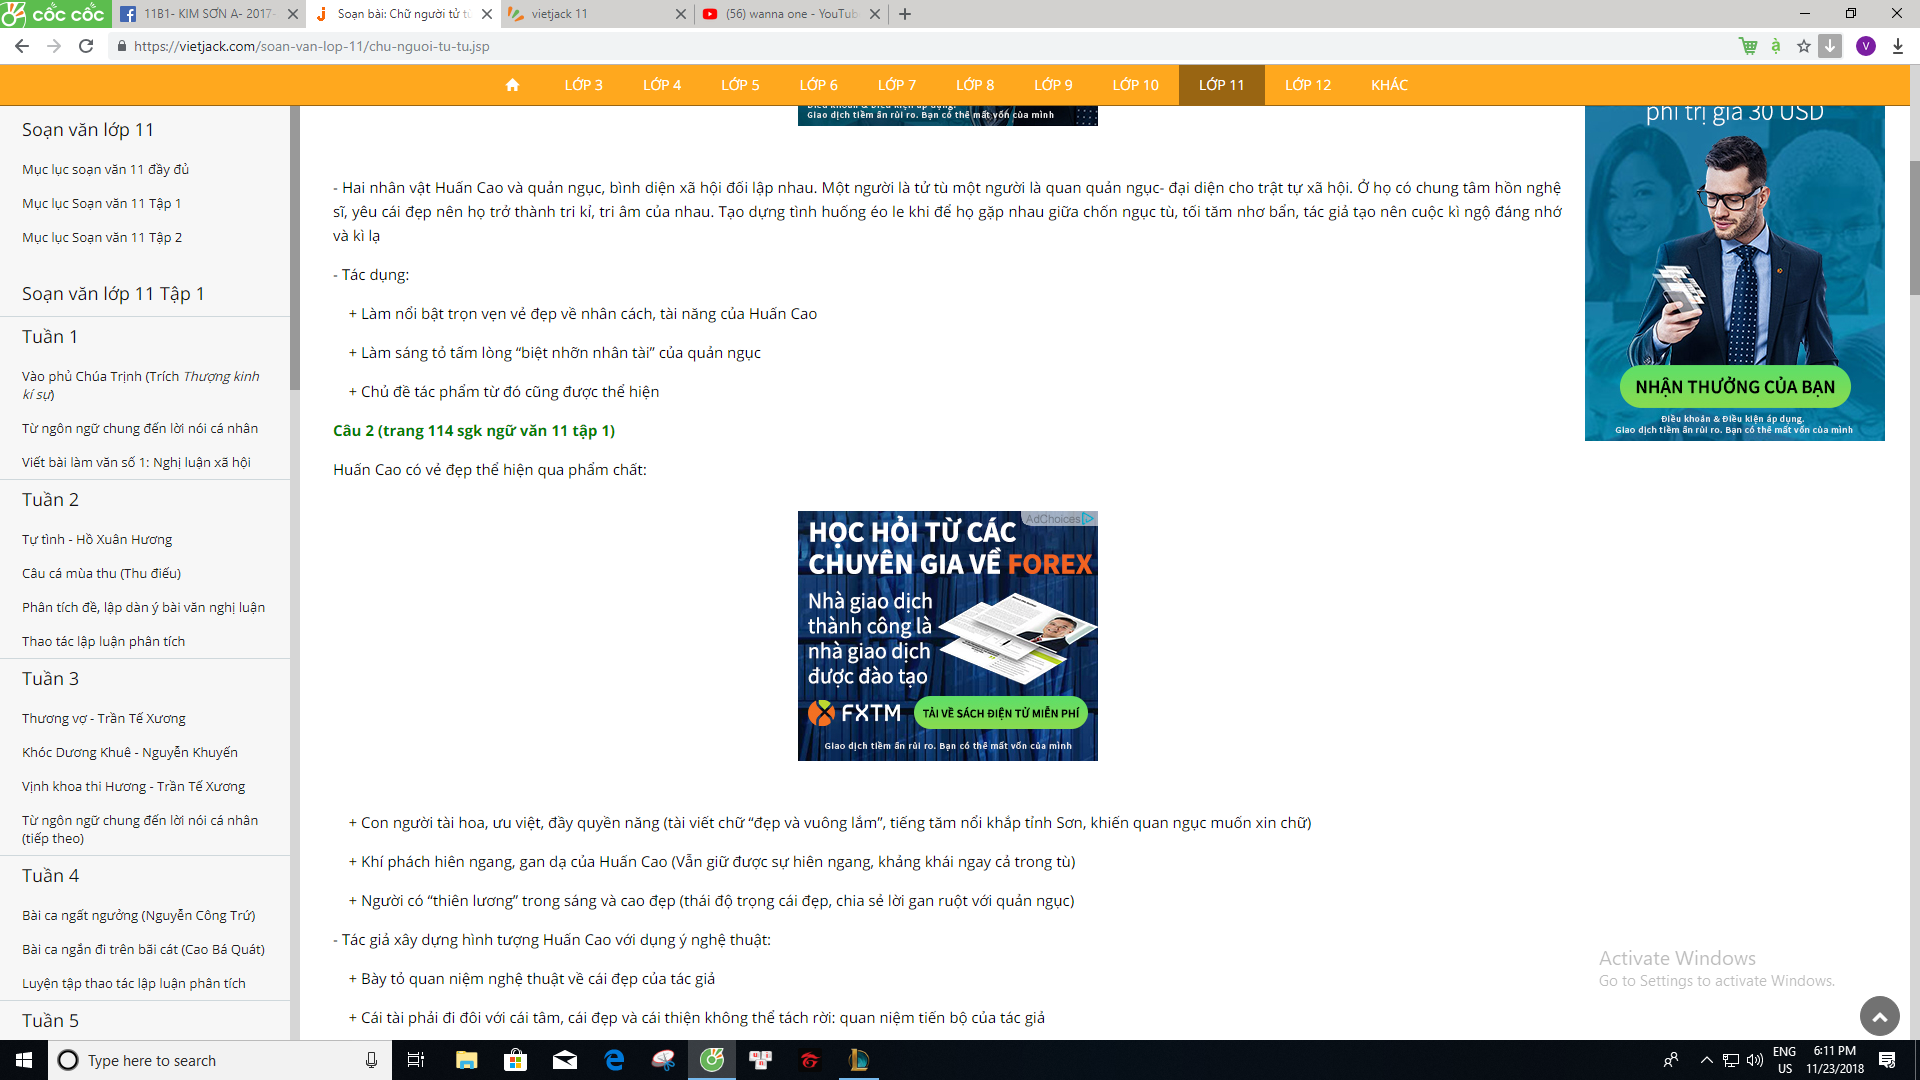 cốc cốc
11B1- KIM SƠN A- 2017-
Soạn bài: Chữ người tử tù
vietjack 11
(56) wanna one - YouTube
https://vietjack.com/soan-van-lop-11/chu-nguoi-tu-tu.jsp
V
LỚP 3 LỚP 4 LỚP 5 LỚP 6 LỚP 7 LỚP 8 LỚP 9 LỚP 10 LỚP 11 LỚP 12 KHÁC
Soạn văn lớp 11
Mục lục soạn văn 11 đầy đủ
Mục lục Soạn văn 11 Tập 1
Mục lục Soạn văn 11 Tập 2
Soạn văn lớp 11 Tập 1
Tuần 1
Vào phủ Chúa Trịnh (Trích Thượng kinh
kí sự)
Từ ngôn ngữ chung đến lời nói cá nhân
Viết bài làm văn số 1: Nghị luận xã hội
Tuần 2
Tự tình - Hồ Xuân Hương
Câu cá mùa thu (Thu điếu)
Phân tích đề, lập dàn ý bài văn nghị luận
Thao tác lập luận phân tích
Tuần 3
Thương vợ - Trần Tế Xương
Khóc Dương Khuê - Nguyễn Khuyến
Vịnh khoa thi Hương - Trần Tế Xương
Từ ngôn ngữ chung đến lời nói cá nhân
(tiếp theo)
Tuần 4
Bài ca ngất ngưởng (Nguyễn Công Trứ)
Bài ca ngắn đi trên bãi cát (Cao Bá Quát)
Luyện tập thao tác lập luận phân tích
Tuần 5
Điều khoản & Điều kiện áp dụng.
Giao dịch tiềm ẩn rủi ro. Bạn có thể mất vốn của mình
- Hai nhân vật Huấn Cao và quản ngục, bình diện xã hội đối lập nhau. Một người là tử tù một người là quan quản ngục- đại diện cho trật tự xã hội. Ở họ có chung tâm hồn nghệ
sĩ, yêu cái đẹp nên họ trở thành tri kỉ, tri âm của nhau. Tạo dựng tình huống éo le khi để họ gặp nhau giữa chốn ngục tù, tối tăm nhơ bẩn, tác giả tạo nên cuộc kì ngộ đáng nhớ
và kì lạ
- Tác dụng:
+ Làm nổi bật trọn vẹn vẻ đẹp về nhân cách, tài năng của Huấn Cao
+ Làm sáng tỏ tấm lòng “biệt nhỡn nhân tài” của quản ngục
+ Chủ đề tác phẩm từ đó cũng được thể hiện
Câu 2 (trang 114 sgk ngữ văn 11 tập 1)
Huấn Cao có vẻ đẹp thể hiện qua phẩm chất:
AdChoices
HỌC HỎI TỪ CÁC
CHUYÊN GIA VỀ FOREX
Nhà giao dịch
thành công là
nhà giao dịch
được đào tạo
FXTM
TẢI VỀ SÁCH ĐIỆN TỬ MIỄN PHÍ
Giao dịch tiềm ẩn rủi ro. Bạn có thể mất vốn của mình
+ Con người tài hoa, ưu việt, đầy quyền năng (tài viết chữ “đẹp và vuông lắm”, tiếng tăm nổi khắp tỉnh Sơn, khiến quan ngục muốn xin chữ)
+ Khí phách hiên ngang, gan dạ của Huấn Cao (Vẫn giữ được sự hiên ngang, khảng khái ngay cả trong tù)
+ Người có “thiên lương” trong sáng và cao đẹp (thái độ trọng cái đẹp, chia sẻ lời gan ruột với quản ngục)
- Tác giả xây dựng hình tượng Huấn Cao với dụng ý nghệ thuật:
+ Bày tỏ quan niệm nghệ thuật về cái đẹp của tác giả
+ Cái tài phải đi đôi với cái tâm, cái đẹp và cái thiện không thể tách rời: quan niệm tiến bộ của tác giả
phí trị giá 30 USD
NHẬN THƯỞNG CỦA BẠN
Điều khoản & Điều kiện áp dụng.
Giao dịch tiềm ẩn rủi ro. Bạn có thể mất vốn của mình
Activate Windows
Go to Settings to activate Windows.
Type here to search
ENG
US
6:11 PM
11/23/2018